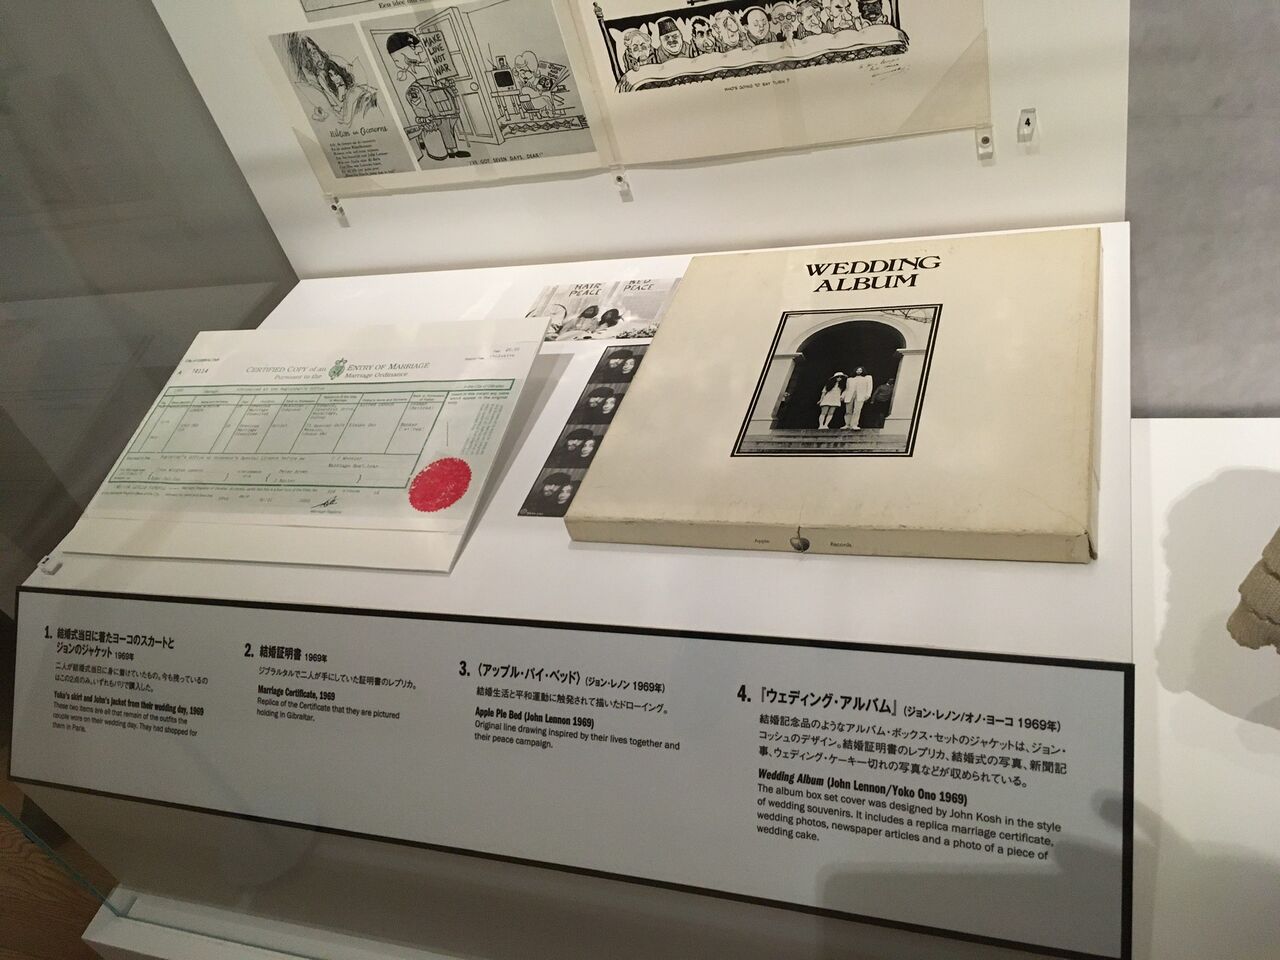 Een idee
MAKE
LOVE
NOT
WAR
Hilton
"I'VE GOT SEVEN DAYS, DEAR!"
WHO'S GOING TO SAY TURN?
4
HAIR
PEACE
BED
PEACE
WEDDING
ALBUM
Apple
Records
74114
CERTIFIED COPY of an ENTRY OF MARRIAGE
Pursuant to the Marriage Ordinance
1. 結婚式当日に着たヨーコのスカートと
ジョンのジャケット 1969年
二人が結婚式当日に身に着けていたもの。今も残っているの
はこの2点のみ。いずれもパリで購入した。
Yoko's skirt and John's jacket from their wedding day, 1969
These two items are all that remain of the outfits the
couple wore on their wedding day. They had shopped for
them in Paris.
2. 結婚証明書 1969年
ジブラルタルで二人が手にしていた証明書のレプリカ。
Marriage Certificate, 1969
Replica of the Certificate that they are pictured
holding in Gibraltar.
3. 〈アップル・パイ・ベッド〉 (ジョン・レノン 1969年)
結婚生活と平和運動に触発されて描いたドローイング。
Apple Pie Bed (John Lennon 1969)
Original line drawing inspired by their lives together and
their peace campaign.
4. 『ウェディング・アルバム』 (ジョン・レノン/オノ・ヨーコ 1969年)
結婚記念品のようなアルバム・ボックス・セットのジャケットは、ジョン・
コッシュのデザイン。結婚証明書のレプリカ、結婚式の写真、新聞記
事、ウェディング・ケーキ一切れの写真などが収められている。
Wedding Album (John Lennon/Yoko Ono 1969)
The album box set cover was designed by John Kosh in the style
of wedding souvenirs. It includes a replica marriage certificate,
wedding photos, newspaper articles and a photo of a piece of
wedding cake.